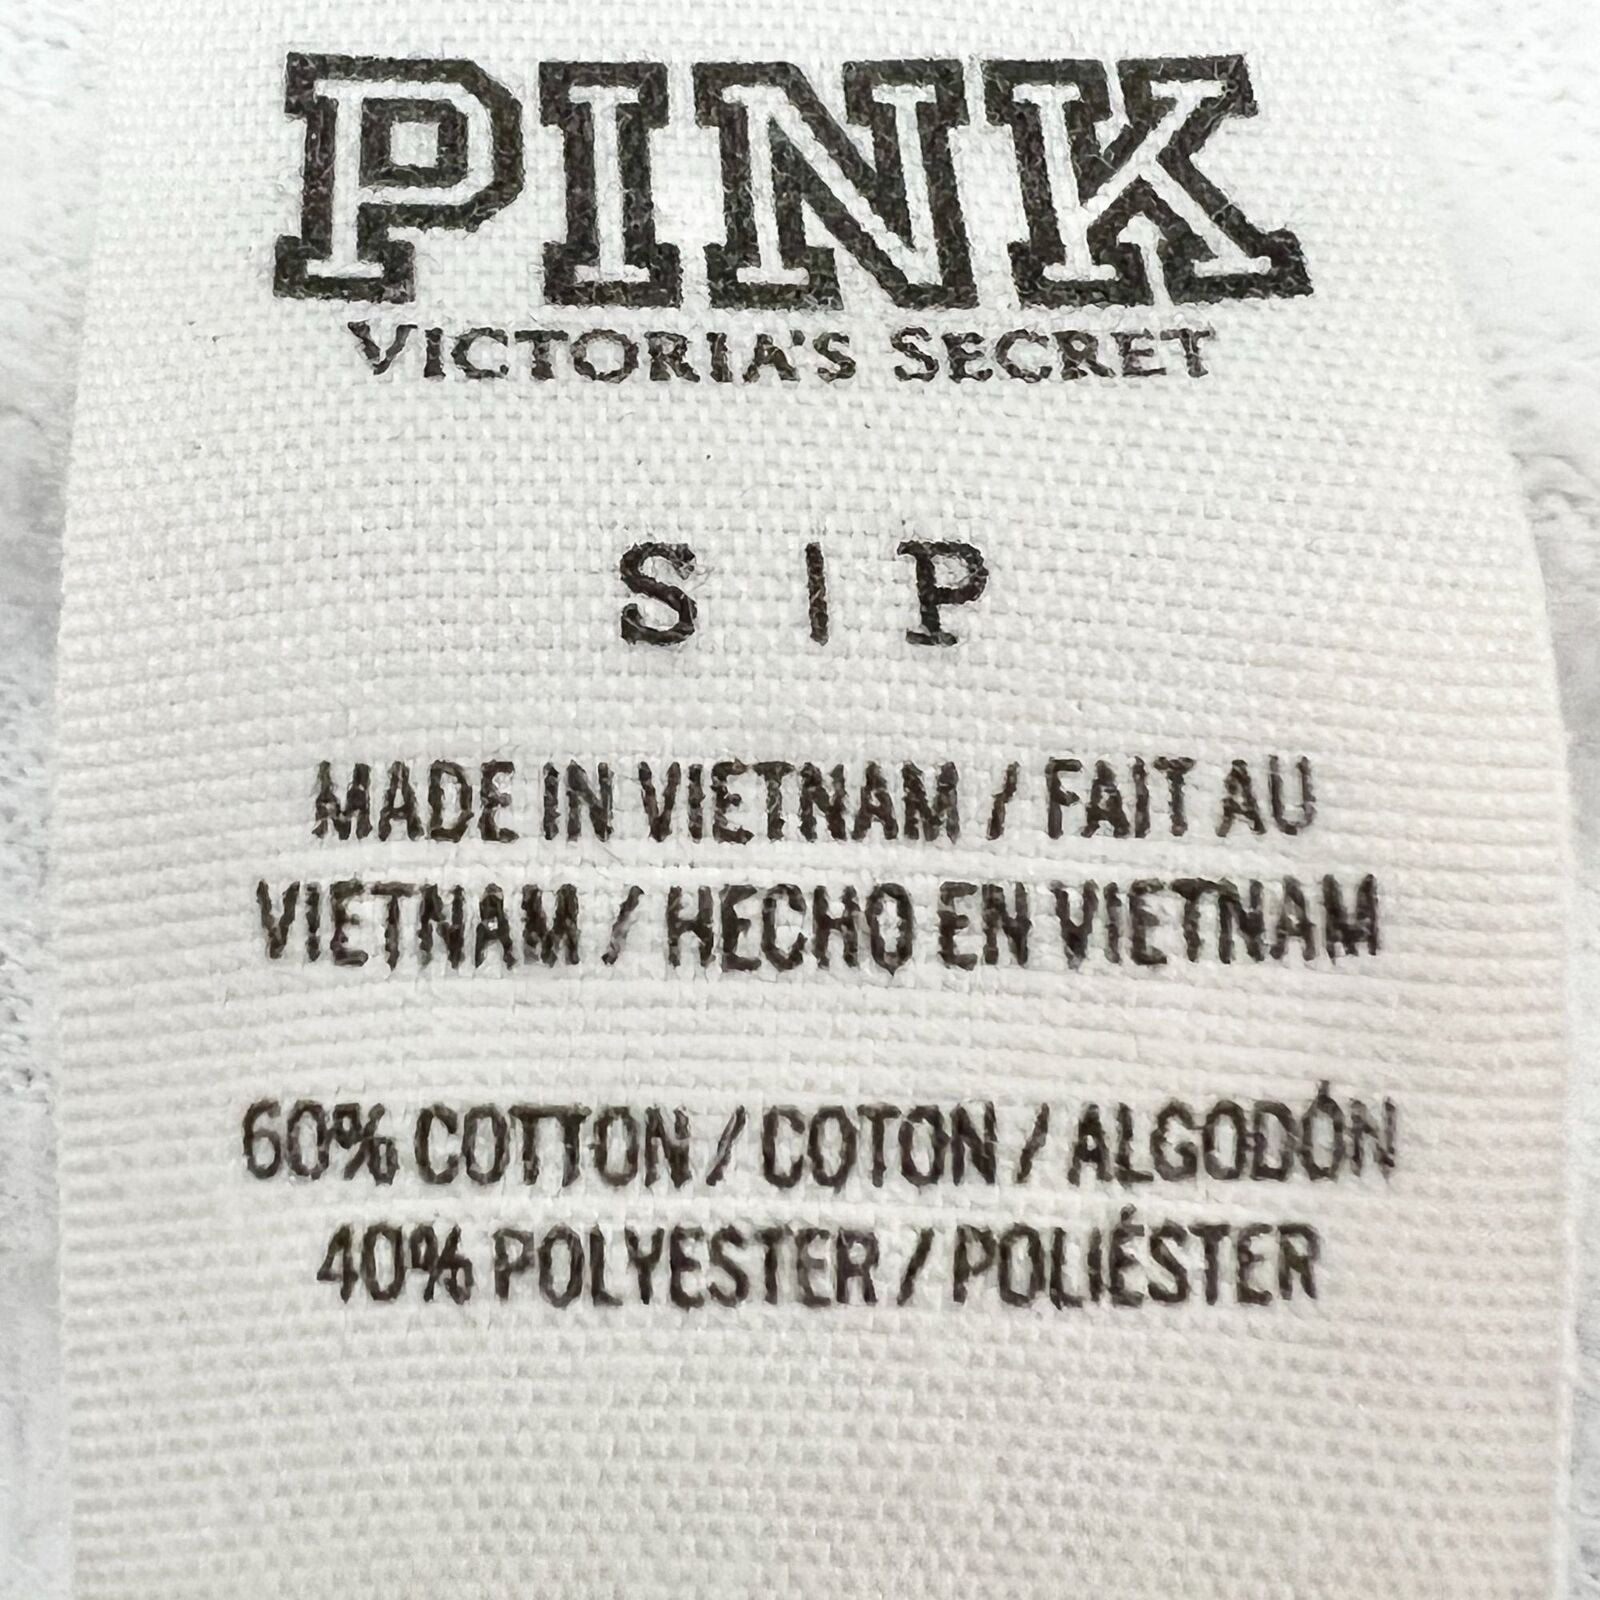 PINK
VICTORIA'S SECRET
S | P
MADE IN VIETNAM / FAIT AU
VIETNAM / HECHO EN VIETNAM
60% COTTON / COTON / ALGODÓN
40% POLYESTER / POLIÉSTER